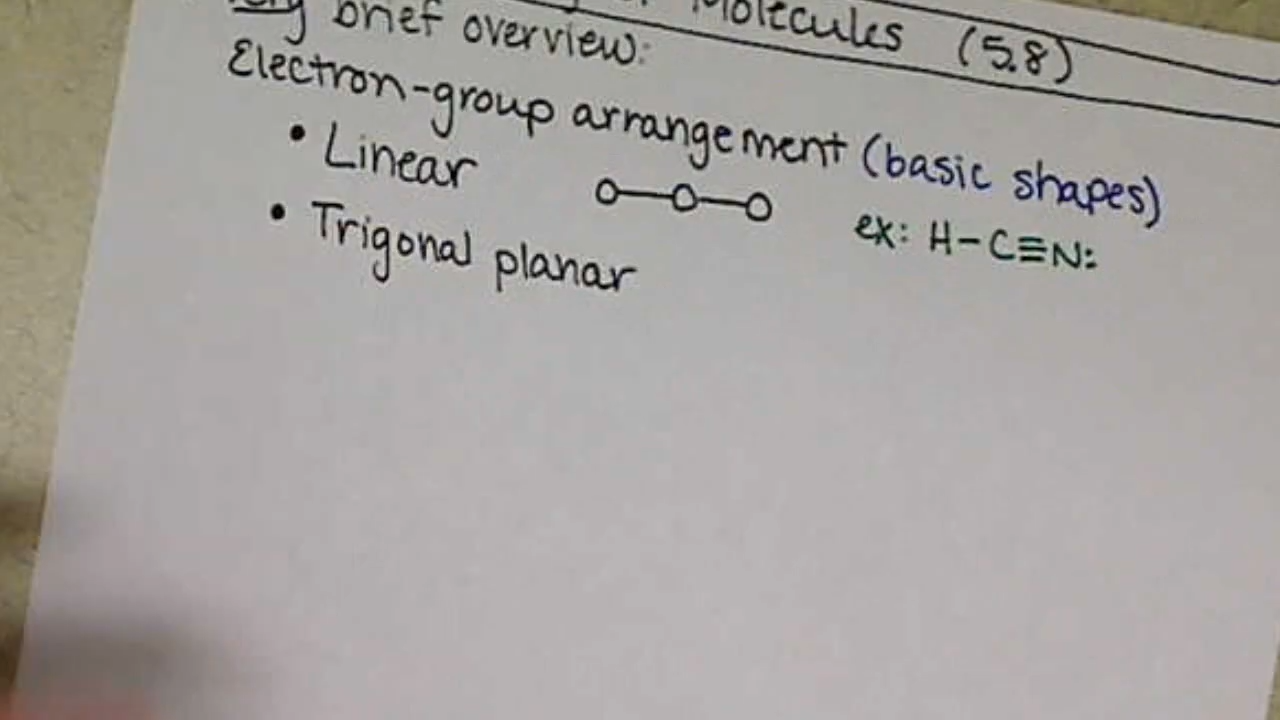 Molecules (5.8)
brief overview:
Electron-group arrangement (basic shapes)
• Linear
ex: H-C≡N:
• Trigonal planar